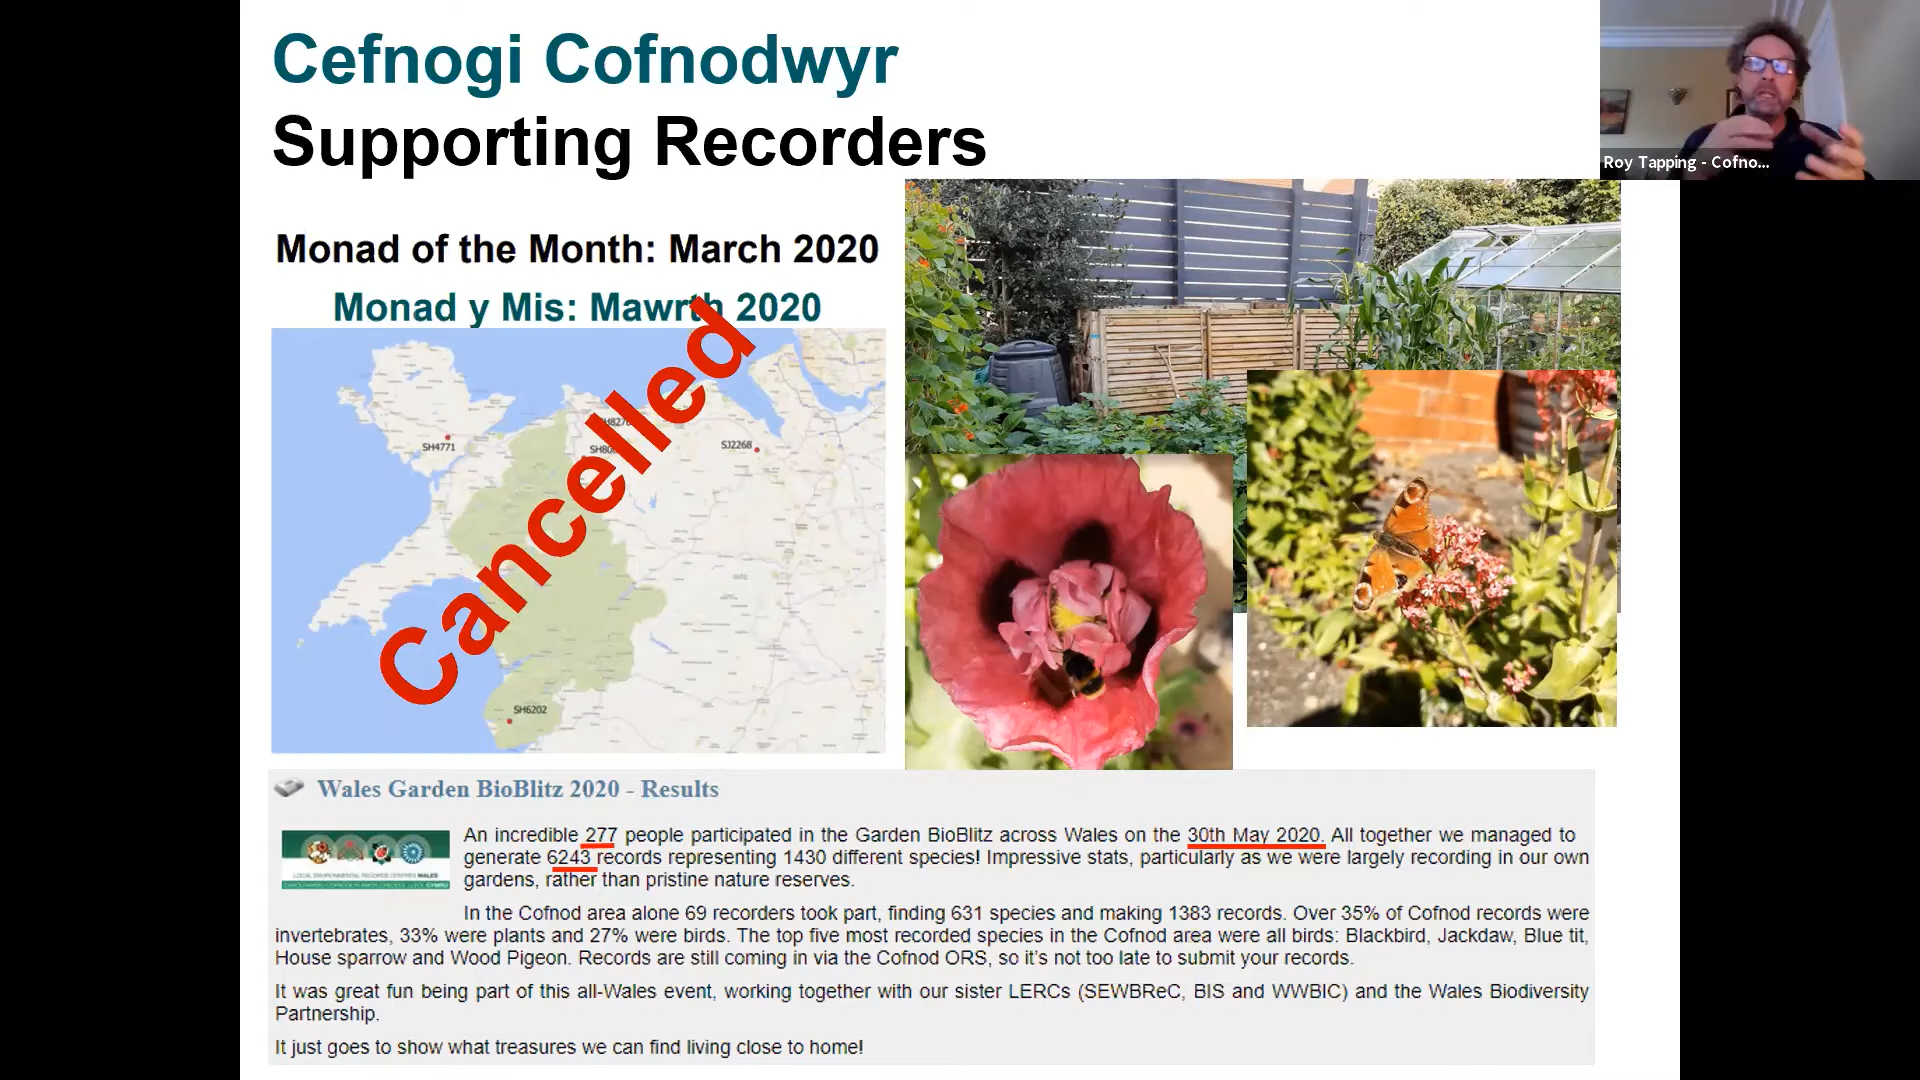 Cefnogi Cofnodwyr
Supporting Recorders
Roy Tapping - Cofno...
Monad of the Month: March 2020
Monad y Mis: Mawrth 2020
Cancelled
SH4771
SJ2268
SH6202
Wales Garden BioBlitz 2020 - Results
An incredible 277 people participated in the Garden BioBlitz across Wales on the 30th May 2020. All together we managed to
generate 6243 records representing 1430 different species! Impressive stats, particularly as we were largely recording in our own
gardens, rather than pristine nature reserves.
LOCAL ENVIRONMENTAL RECORDS CENTRES WALES
In the Cofnod area alone 69 recorders took part, finding 631 species and making 1383 records. Over 35% of Cofnod records were
invertebrates, 33% were plants and 27% were birds. The top five most recorded species in the Cofnod area were all birds: Blackbird, Jackdaw, Blue tit,
House sparrow and Wood Pigeon. Records are still coming in via the Cofnod ORS, so it's not too late to submit your records.
It was great fun being part of this all-Wales event, working together with our sister LERCs (SEWBReC, BIS and WWBIC) and the Wales Biodiversity
Partnership.
It just goes to show what treasures we can find living close to home!